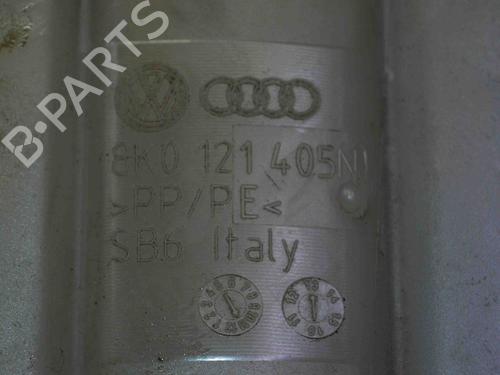 B-PARTS
8K0 121 405N
>PP/PE<
SB6 Italy